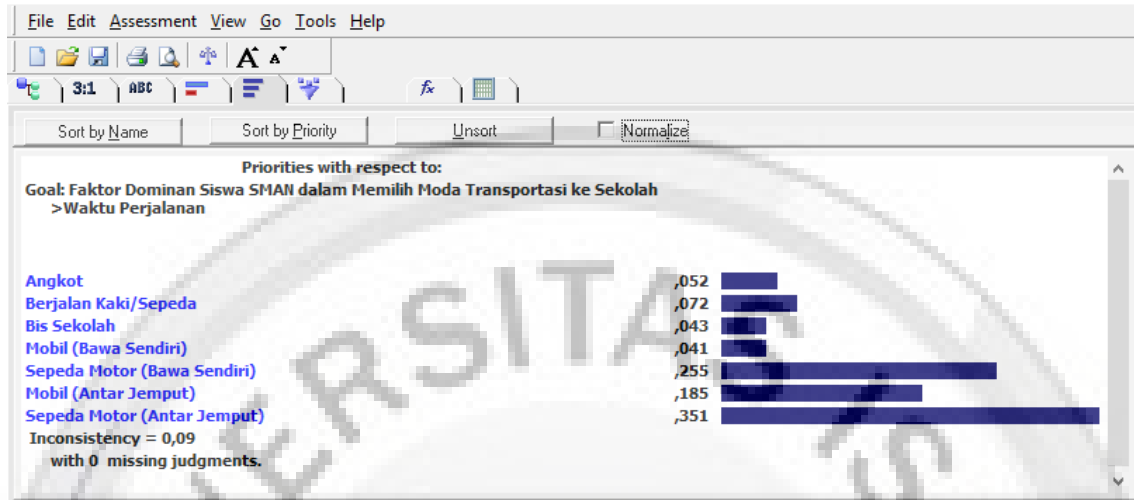 File Edit Assessment View Go Tools Help
3:1 ABC fx
Sort by Name Sort by Priority Unsort Normalize
Priorities with respect to:
Goal: Faktor Dominan Siswa SMAN dalam Memilih Moda Transportasi ke Sekolah
>Waktu Perjalanan
Angkot ,052
Berjalan Kaki/Sepeda ,072
Bis Sekolah ,043
Mobil (Bawa Sendiri) ,041
Sepeda Motor (Bawa Sendiri) ,255
Mobil (Antar Jemput) ,185
Sepeda Motor (Antar Jemput) ,351
Inconsistency = 0,09
with 0 missing judgments.